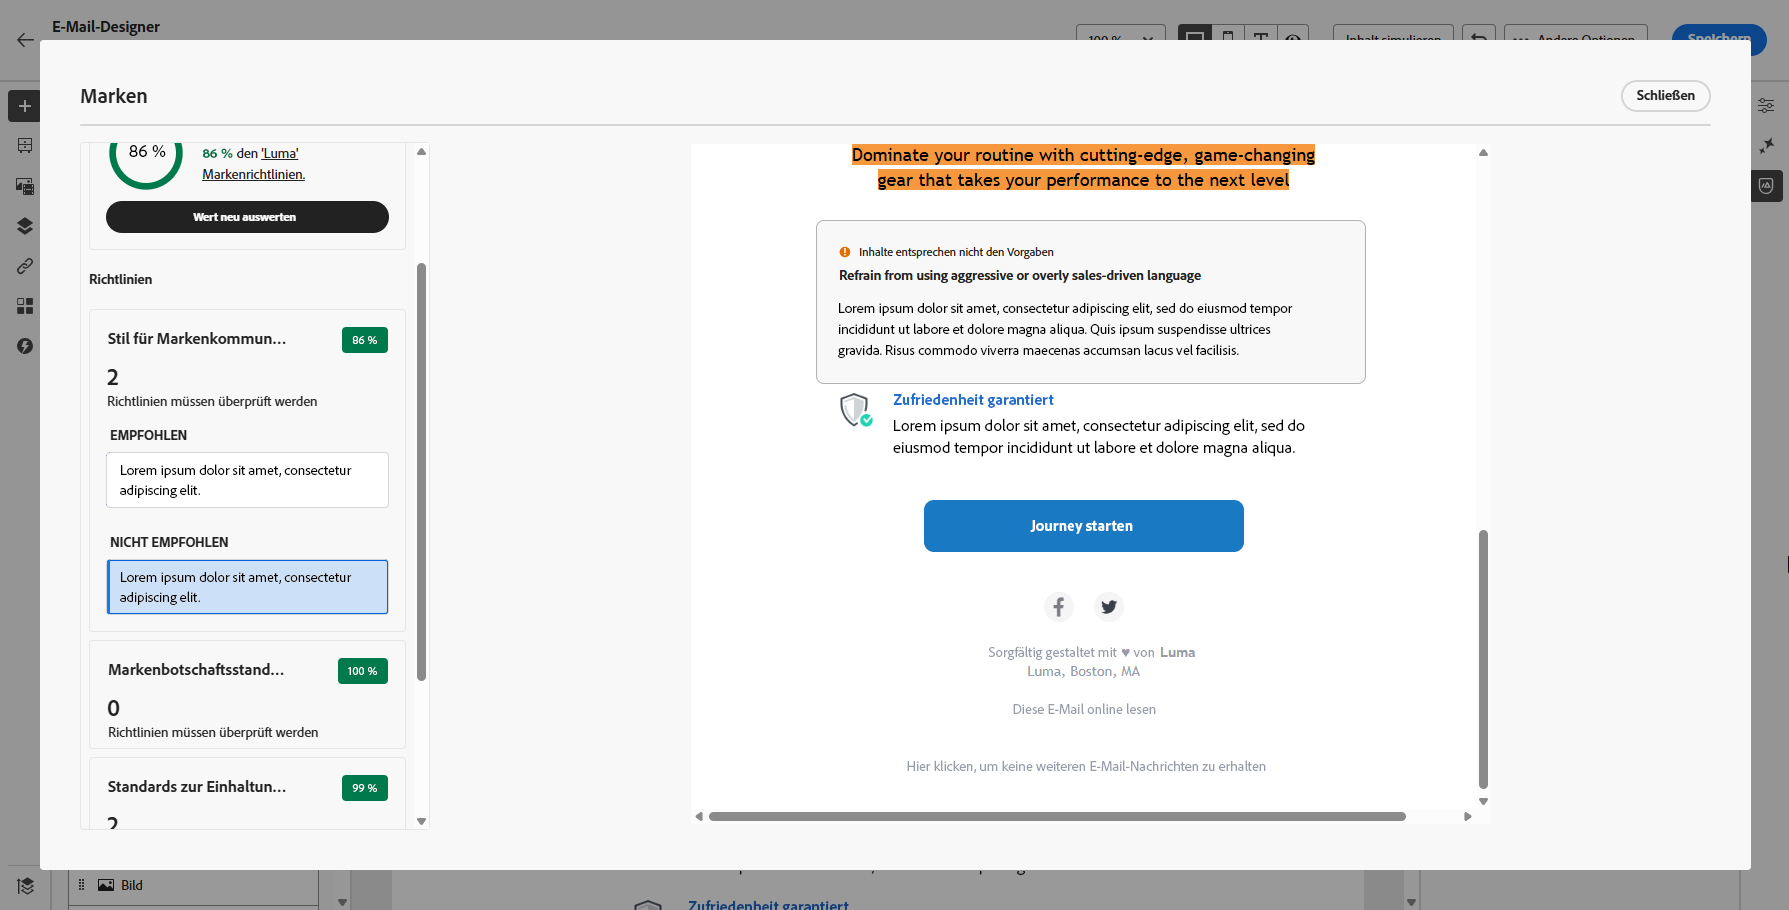 E-Mail-Designer
100 %
Inhalt simulieren
Andere Optionen
Speichern
Marken
Schließen
86 %
86 % den 'Luma'
Markenrichtlinien.
Wert neu auswerten
Richtlinien
Stil für Markenkommun...
86 %
2
Richtlinien müssen überprüft werden
EMPFOHLEN
Lorem ipsum dolor sit amet, consectetur
adipiscing elit.
NICHT EMPFOHLEN
Lorem ipsum dolor sit amet, consectetur
adipiscing elit.
Markenbotschaftsstand...
100 %
0
Richtlinien müssen überprüft werden
Standards zur Einhaltun...
99 %
2
Dominate your routine with cutting-edge, game-changing
gear that takes your performance to the next level
Inhalte entsprechen nicht den Vorgaben
Refrain from using aggressive or overly sales-driven language
Lorem ipsum dolor sit amet, consectetur adipiscing elit, sed do eiusmod tempor
incididunt ut labore et dolore magna aliqua. Quis ipsum suspendisse ultrices
gravida. Risus commodo viverra maecenas accumsan lacus vel facilisis.
Zufriedenheit garantiert
Lorem ipsum dolor sit amet, consectetur adipiscing elit, sed do
eiusmod tempor incididunt ut labore et dolore magna aliqua.
Journey starten
Sorgfältig gestaltet mit ♥ von Luma
Luma, Boston, MA
Diese E-Mail online lesen
Hier klicken, um keine weiteren E-Mail-Nachrichten zu erhalten
Bild
Zufriedenheit garantiert